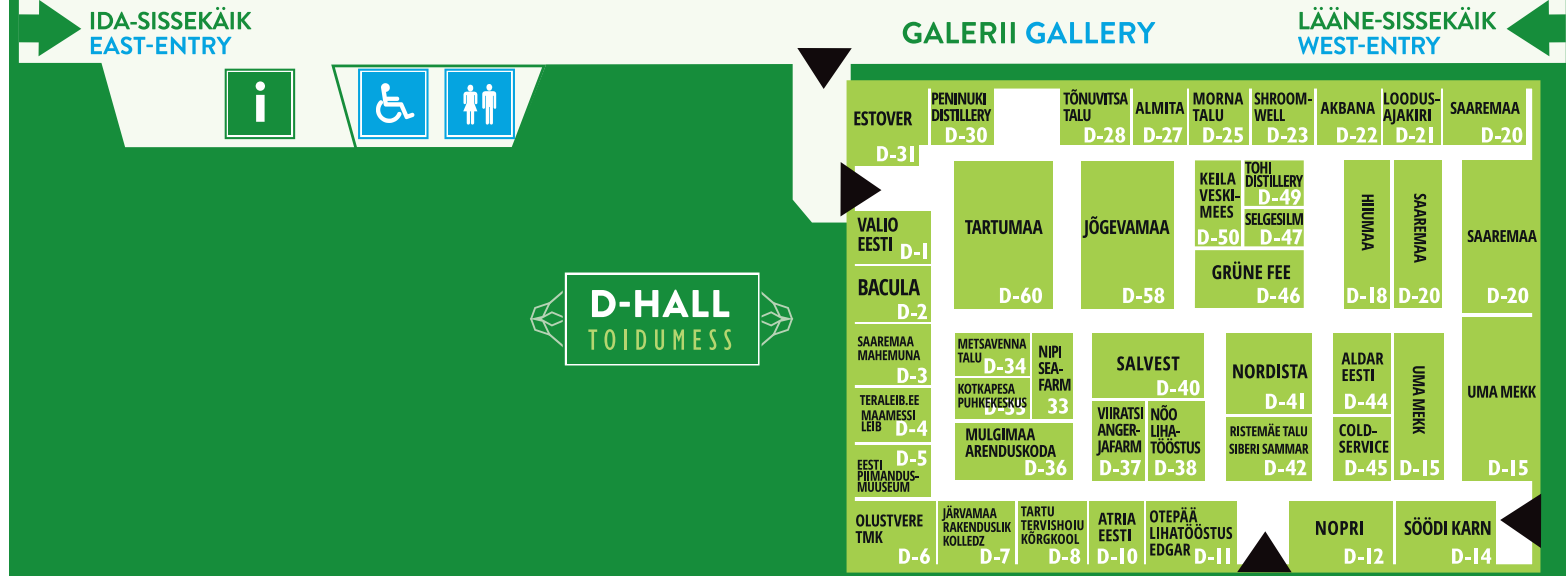 IDA-SISSEKÄIK
EAST-ENTRY
GALERII GALLERY
LÄÄNE-SISSEKÄIK
WEST-ENTRY
i
D-HALL
TOIDUMESS
ESTOVER
D-31
PENINUKI
DISTILLERY
D-30
TÕNUVITSA
TALU
D-28
ALMITA
D-27
MORNA
TALU
D-25
SHROOM-
WELL
D-23
AKBANA
D-22
LOODUS-
AJAKIRI
D-21
SAAREMAA
D-20
VALIO
EESTI
D-1
BACULA
D-2
SAAREMAA
MAHEMUNA
D-3
TERALEIB.EE
MAAMESSI
LEIB
D-4
D-5
EESTI
PIIMANDUS-
MUUSEUM
TARTUMAA
D-60
JÕGEVAMAA
D-58
KEILA
VESKI-
MEES
D-50
TOHI
DISTILLERY
D-49
SELGESILM
D-47
GRÜNE FEE
D-46
HIIUMAA
D-18
SAAREMAA
D-20
SAAREMAA
D-20
METSAVENNA
TALU
D-34
KOTKAPESA
PUHKEKESKUS
D-35
NIPI
SEA-
FARM
33
MULGIMAA
ARENDUSKODA
D-36
SALVEST
D-40
VIIRATSI
ANGER-
JAFARM
D-37
NÕO
LIHA-
TÖÖSTUS
D-38
NORDISTA
D-41
RISTEMÄE TALU
SIBERI SAMMAR
D-42
ALDAR
EESTI
D-44
COLD-
SERVICE
D-45
UMA MEKK
D-15
UMA MEKK
D-15
OLUSTVERE
TMK
D-6
JÄRVAMAA
RAKENDUSLIK
KOLLEDZ
D-7
TARTU
TERVISHOIU
KÕRGKOOL
D-8
ATRIA
EESTI
D-10
OTEPÄÄ
LIHATÖÖSTUS
EDGAR
D-11
NOPRI
D-12
SÖÖDI KARN
D-14